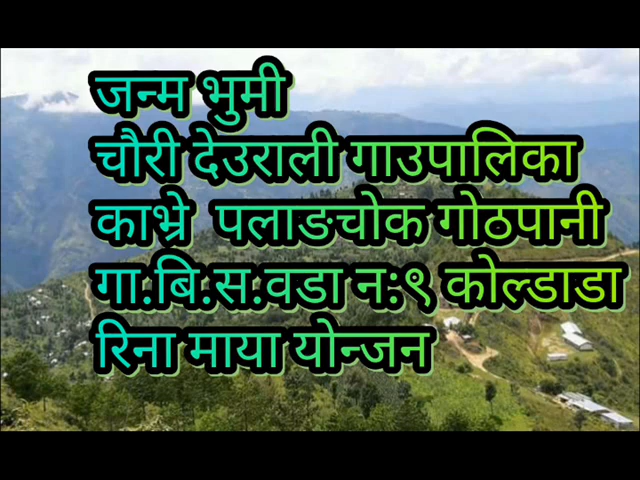 जन्म भुमी
चौरी देउराली गाउपालिका
काभ्रे पलाङचोक गोठपानी
गा.बि.स.वडा न:९ कोल्डाडा
रिना माया योन्जन